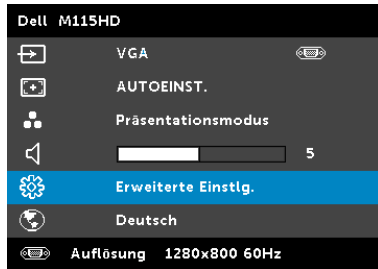 Dell M115HD
VGA
AUTOEINST.
Präsentationsmodus
5
Erweiterte Einstlg.
Deutsch
Auflösung 1280x800 60Hz